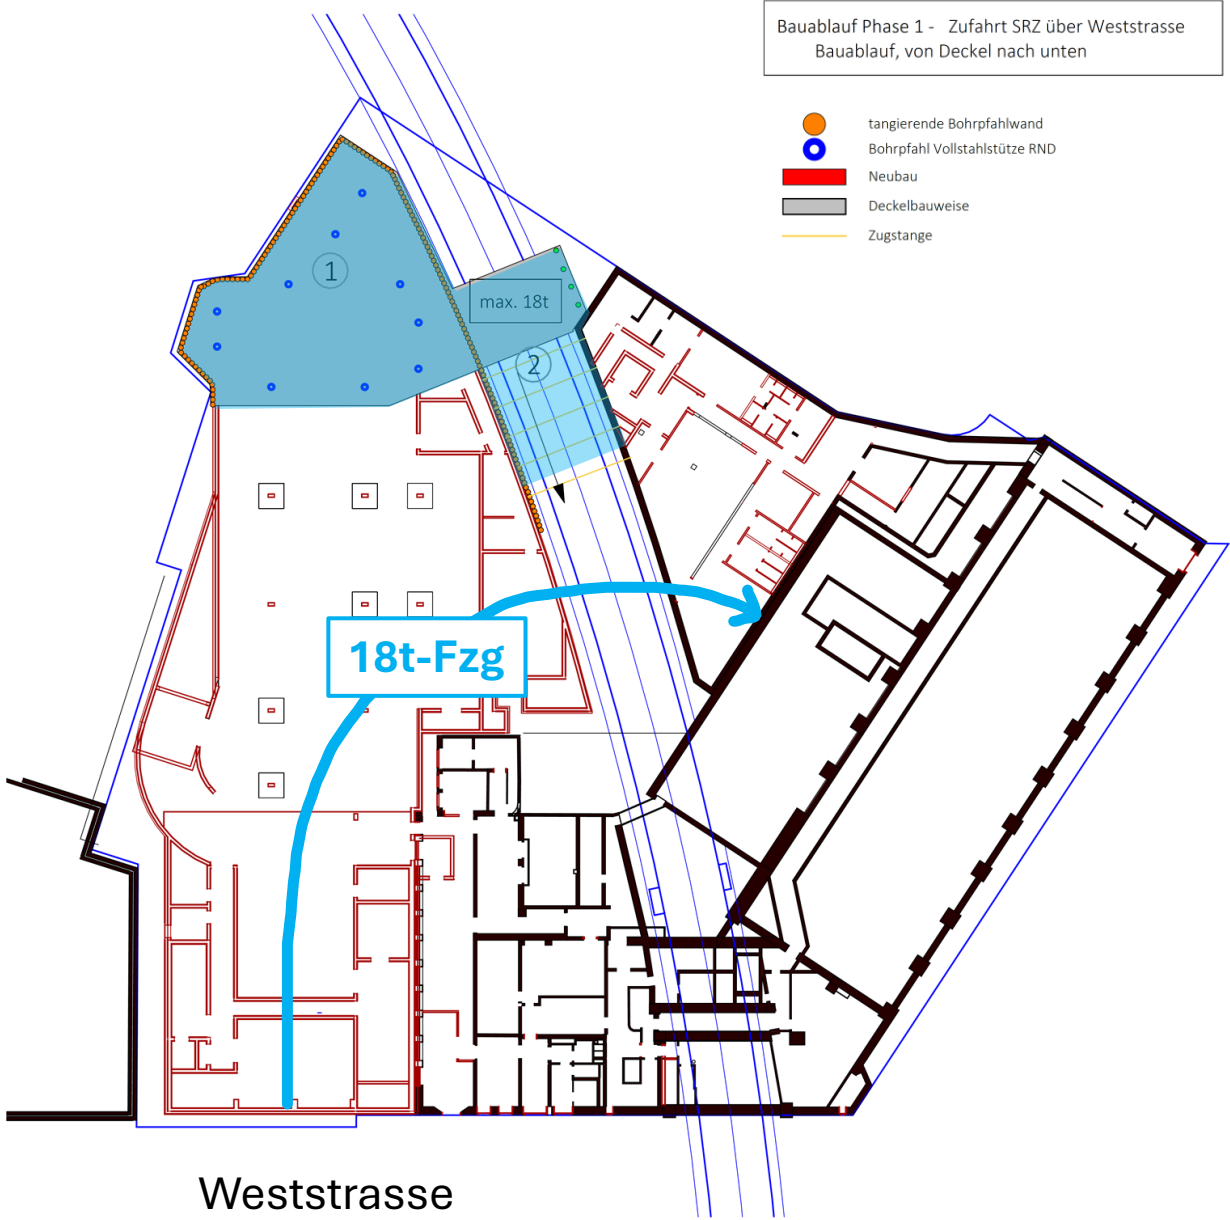 Bauablauf Phase 1 - Zufahrt SRZ über Weststrasse
Bauablauf, von Deckel nach unten
tangierende Bohrpfahlwand
Bohrpfahl Vollstahlstütze RND
Neubau
Deckelbauweise
Zugstange
1
max. 18t
2
18t-Fzg
Weststrasse